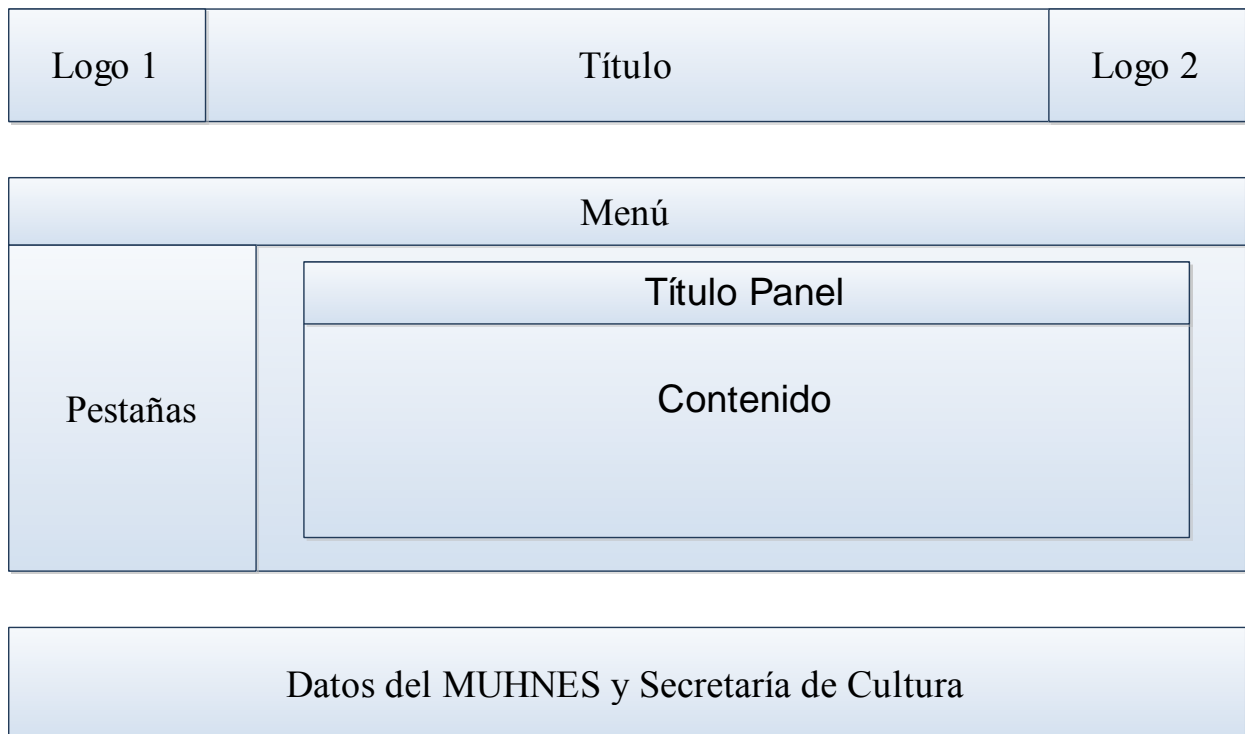 Logo 1
Título
Logo 2
Menú
Título Panel
Pestañas
Contenido
Datos del MUHNES y Secretaría de Cultura